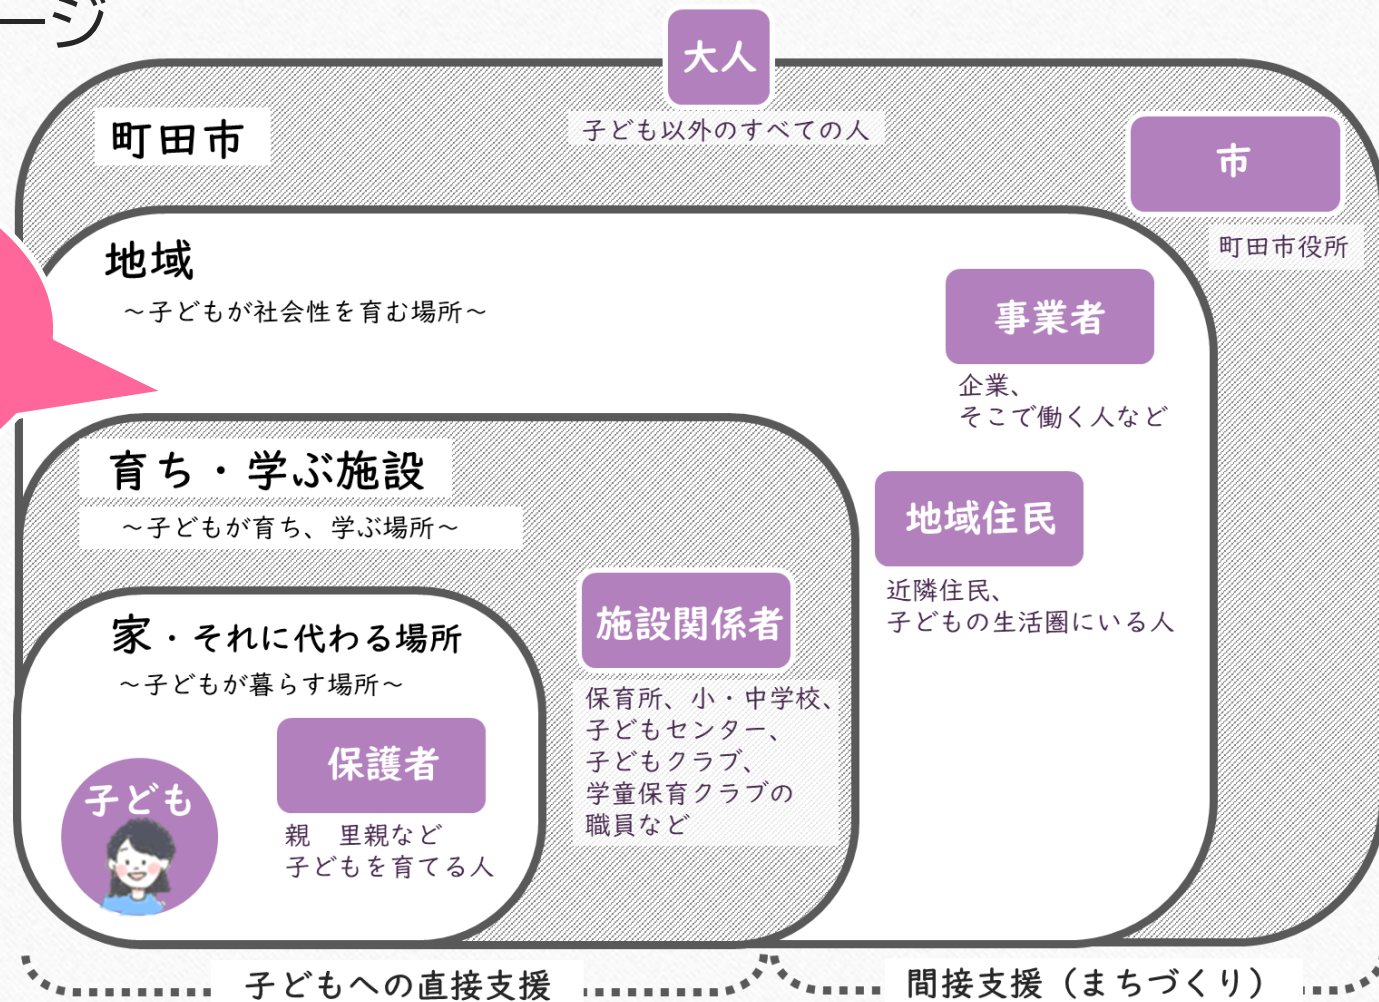 ージ
大人
子ども以外のすべての人
町田市
市
町田市役所
地域
～子どもが社会性を育む場所～
事業者
企業、
そこで働く人など
育ち・学ぶ施設
～子どもが育ち、学ぶ場所～
地域住民
近隣住民、
子どもの生活圏にいる人
施設関係者
保育所、小・中学校、
子どもセンター、
子どもクラブ、
学童保育クラブの
職員など
家・それに代わる場所
～子どもが暮らす場所～
保護者
親　里親など
子どもを育てる人
子ども
子どもへの直接支援
間接支援（まちづくり）